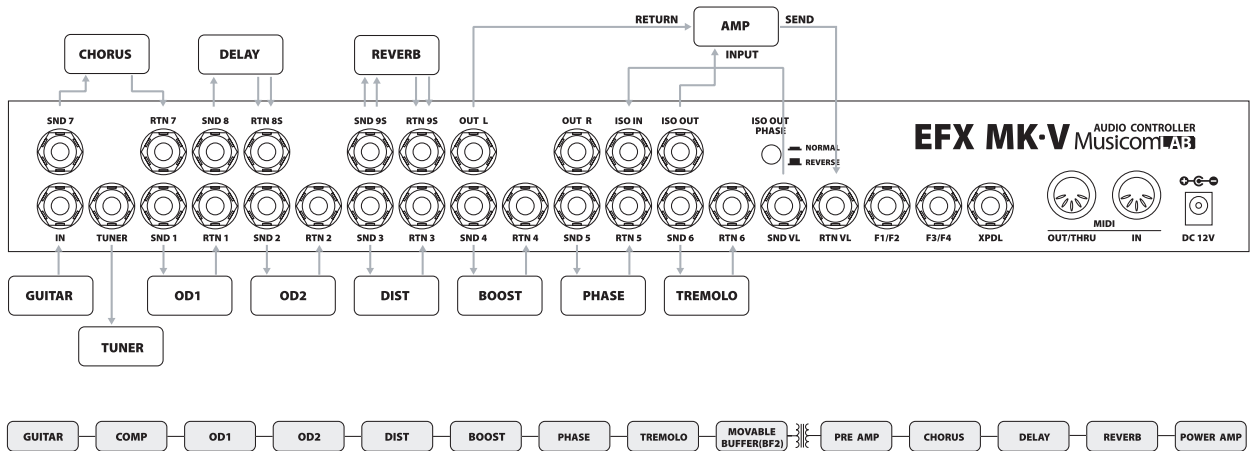 RETURN
AMP
SEND
INPUT
CHORUS
DELAY
REVERB
SND 7
RTN 7
SND 8
RTN 8S
SND 9S
RTN 9S
OUT L
OUT R
ISO IN
ISO OUT
ISO OUT
PHASE
NORMAL
REVERSE
EFX MK·V
AUDIO CONTROLLER
MusicomLAB
IN
TUNER
SND 1
RTN 1
SND 2
RTN 2
SND 3
RTN 3
SND 4
RTN 4
SND 5
RTN 5
SND 6
RTN 6
SND VL
RTN VL
F1/F2
F3/F4
XPDL
MIDI
OUT/THRU
IN
DC 12V
GUITAR
OD1
OD2
DIST
BOOST
PHASE
TREMOLO
TUNER
GUITAR
COMP
OD1
OD2
DIST
BOOST
PHASE
TREMOLO
MOVABLE
BUFFER(BF2)
PRE AMP
CHORUS
DELAY
REVERB
POWER AMP